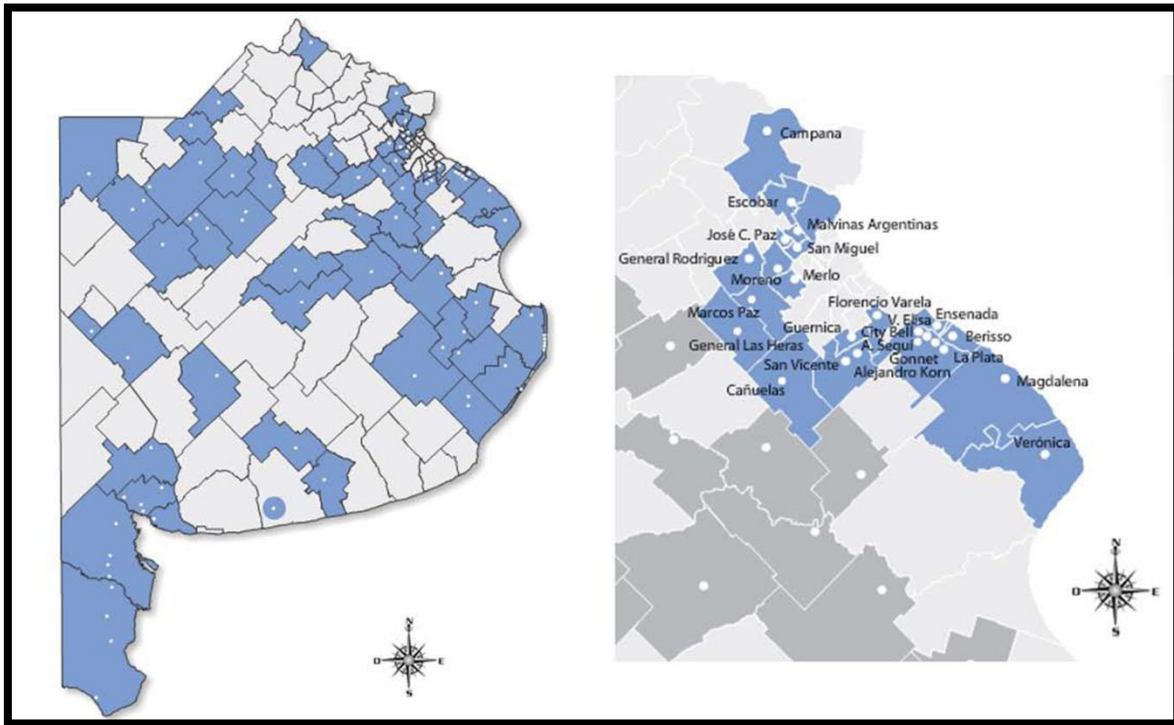 Campana
Escobar
Malvinas Argentinas
José C. Paz
San Miguel
General Rodriguez
Moreno
Merlo
Florencio Varela
Marcos Paz
V. Elisa
Ensenada
Guernica
City Bell
Berisso
General Las Heras
A. Seguí
Gonnet
La Plata
San Vicente
Alejandro Korn
Cañuelas
Magdalena
Verónica
N
O
E
S
N
O
E
S